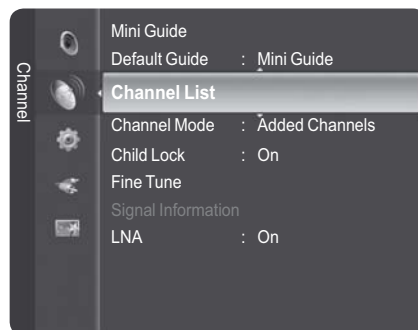 Channel
Mini Guide
Default Guide : Mini Guide
Channel List
Channel Mode : Added Channels
Child Lock : On
Fine Tune
Signal Information
LNA : On